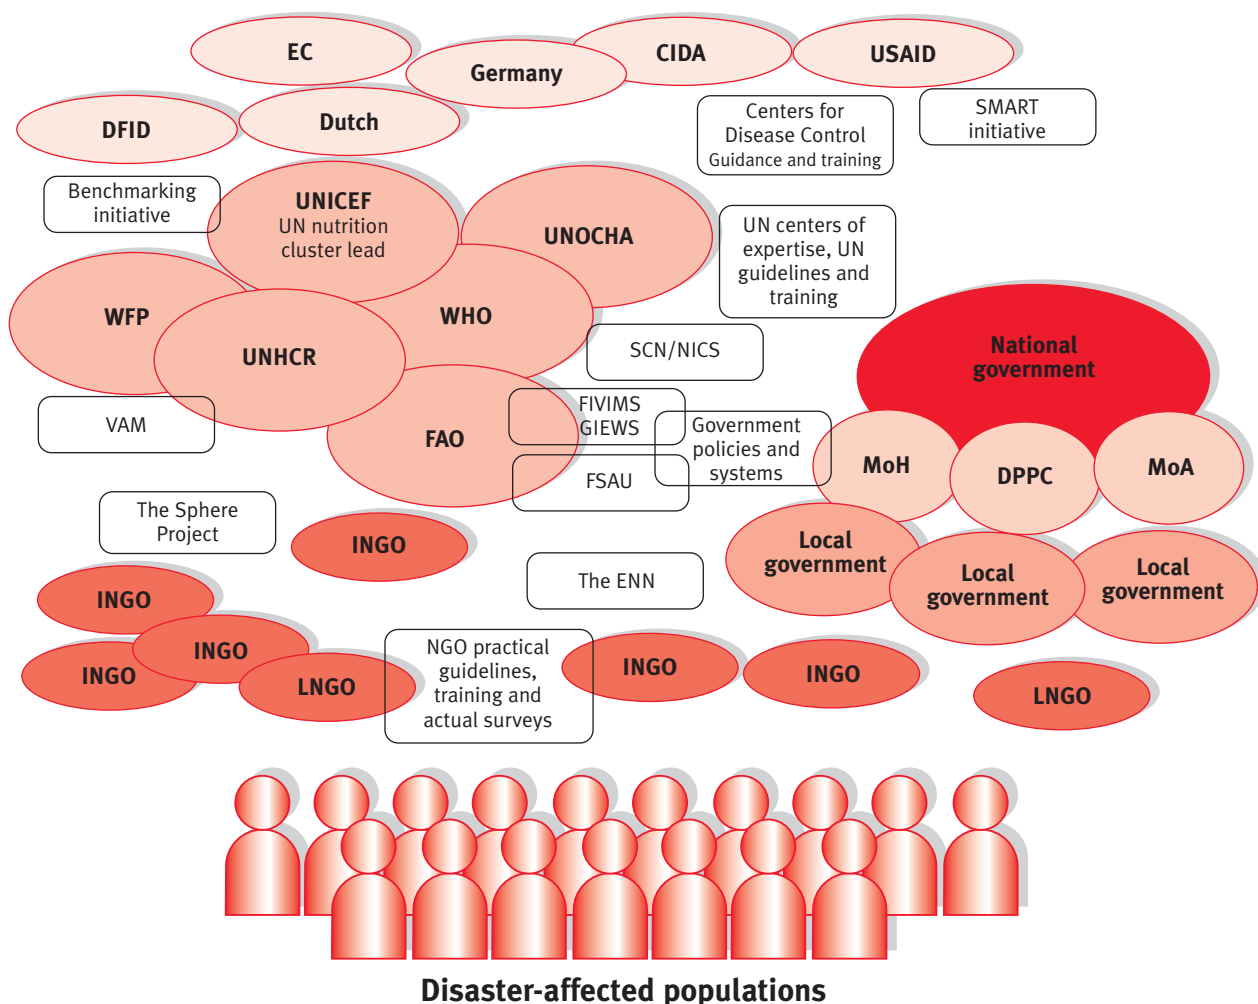 EC
Germany
CIDA
USAID
DFID
Dutch
Centers for
Disease Control
Guidance and training
SMART
initiative
Benchmarking
initiative
UNICEF
UN nutrition
cluster lead
UNOCHA
UN centers of
expertise, UN
guidelines and
training
WFP
UNHCR
WHO
SCN/NICS
National
government
VAM
FAO
FIVIMS
GIEWS
FSAU
Government
policies and
systems
MoH
DPPC
MoA
The Sphere
Project
INGO
The ENN
Local
government
Local
government
Local
government
INGO
INGO
INGO
LNGO
NGO practical
guidelines,
training and
actual surveys
INGO
INGO
LNGO
Disaster-affected populations